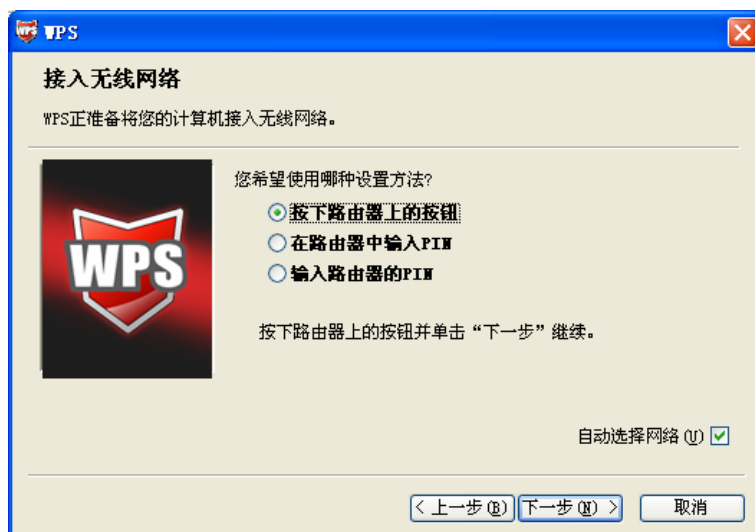 WPS
接入无线网络
WPS正准备将您的计算机接入无线网络。
您希望使用哪种设置方法?
按下路由器上的按钮
在路由器中输入PIN
输入路由器的PIN
WPS
按下路由器上的按钮并单击“下一步”继续。
自动选择网络(U)
< 上一步(B) 下一步(N) > 取消